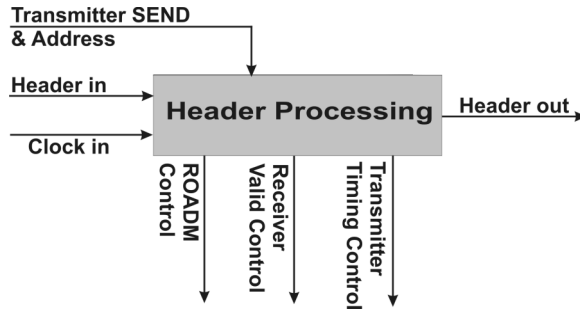 Transmitter SEND
& Address
Header in
Clock in
Header Processing
Header out
ROADM
Control
Receiver
Valid Control
Transmitter
Timing Control